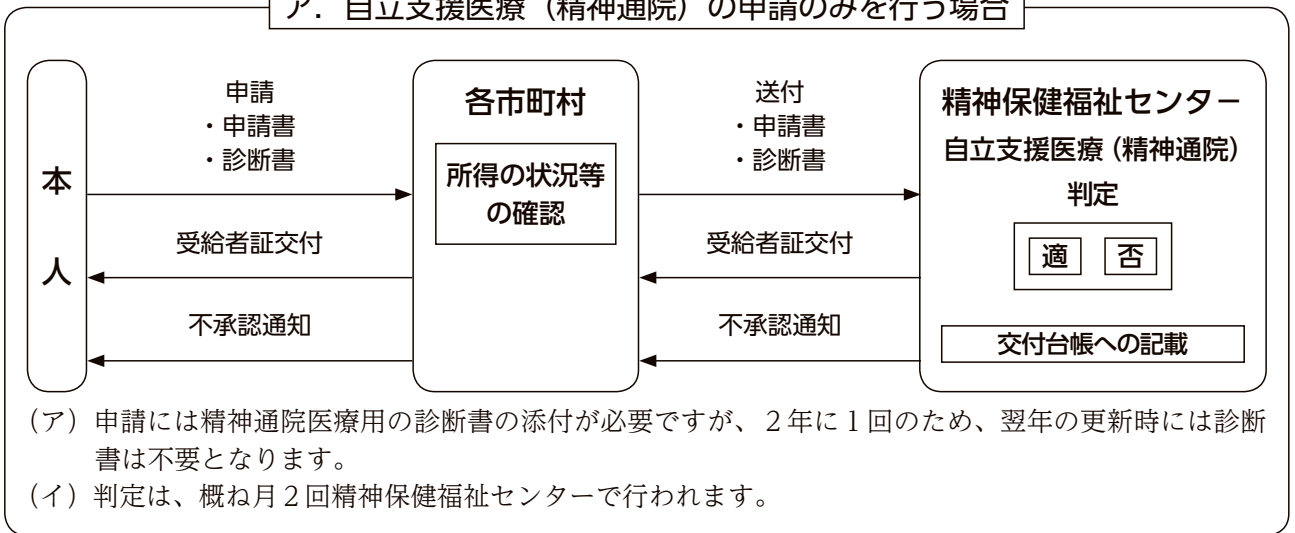 ア．自立支援医療（精神通院）の申請のみを行う場合
本人
申請
・申請書
・診断書
受給者証交付
不承認通知
各市町村
所得の状況等
の確認
送付
・申請書
・診断書
受給者証交付
不承認通知
精神保健福祉センター
自立支援医療（精神通院）
判定
適 否
交付台帳への記載
（ア）申請には精神通院医療用の診断書の添付が必要ですが、２年に１回のため、翌年の更新時には診断
書は不要となります。
（イ）判定は、概ね月２回精神保健福祉センターで行われます。